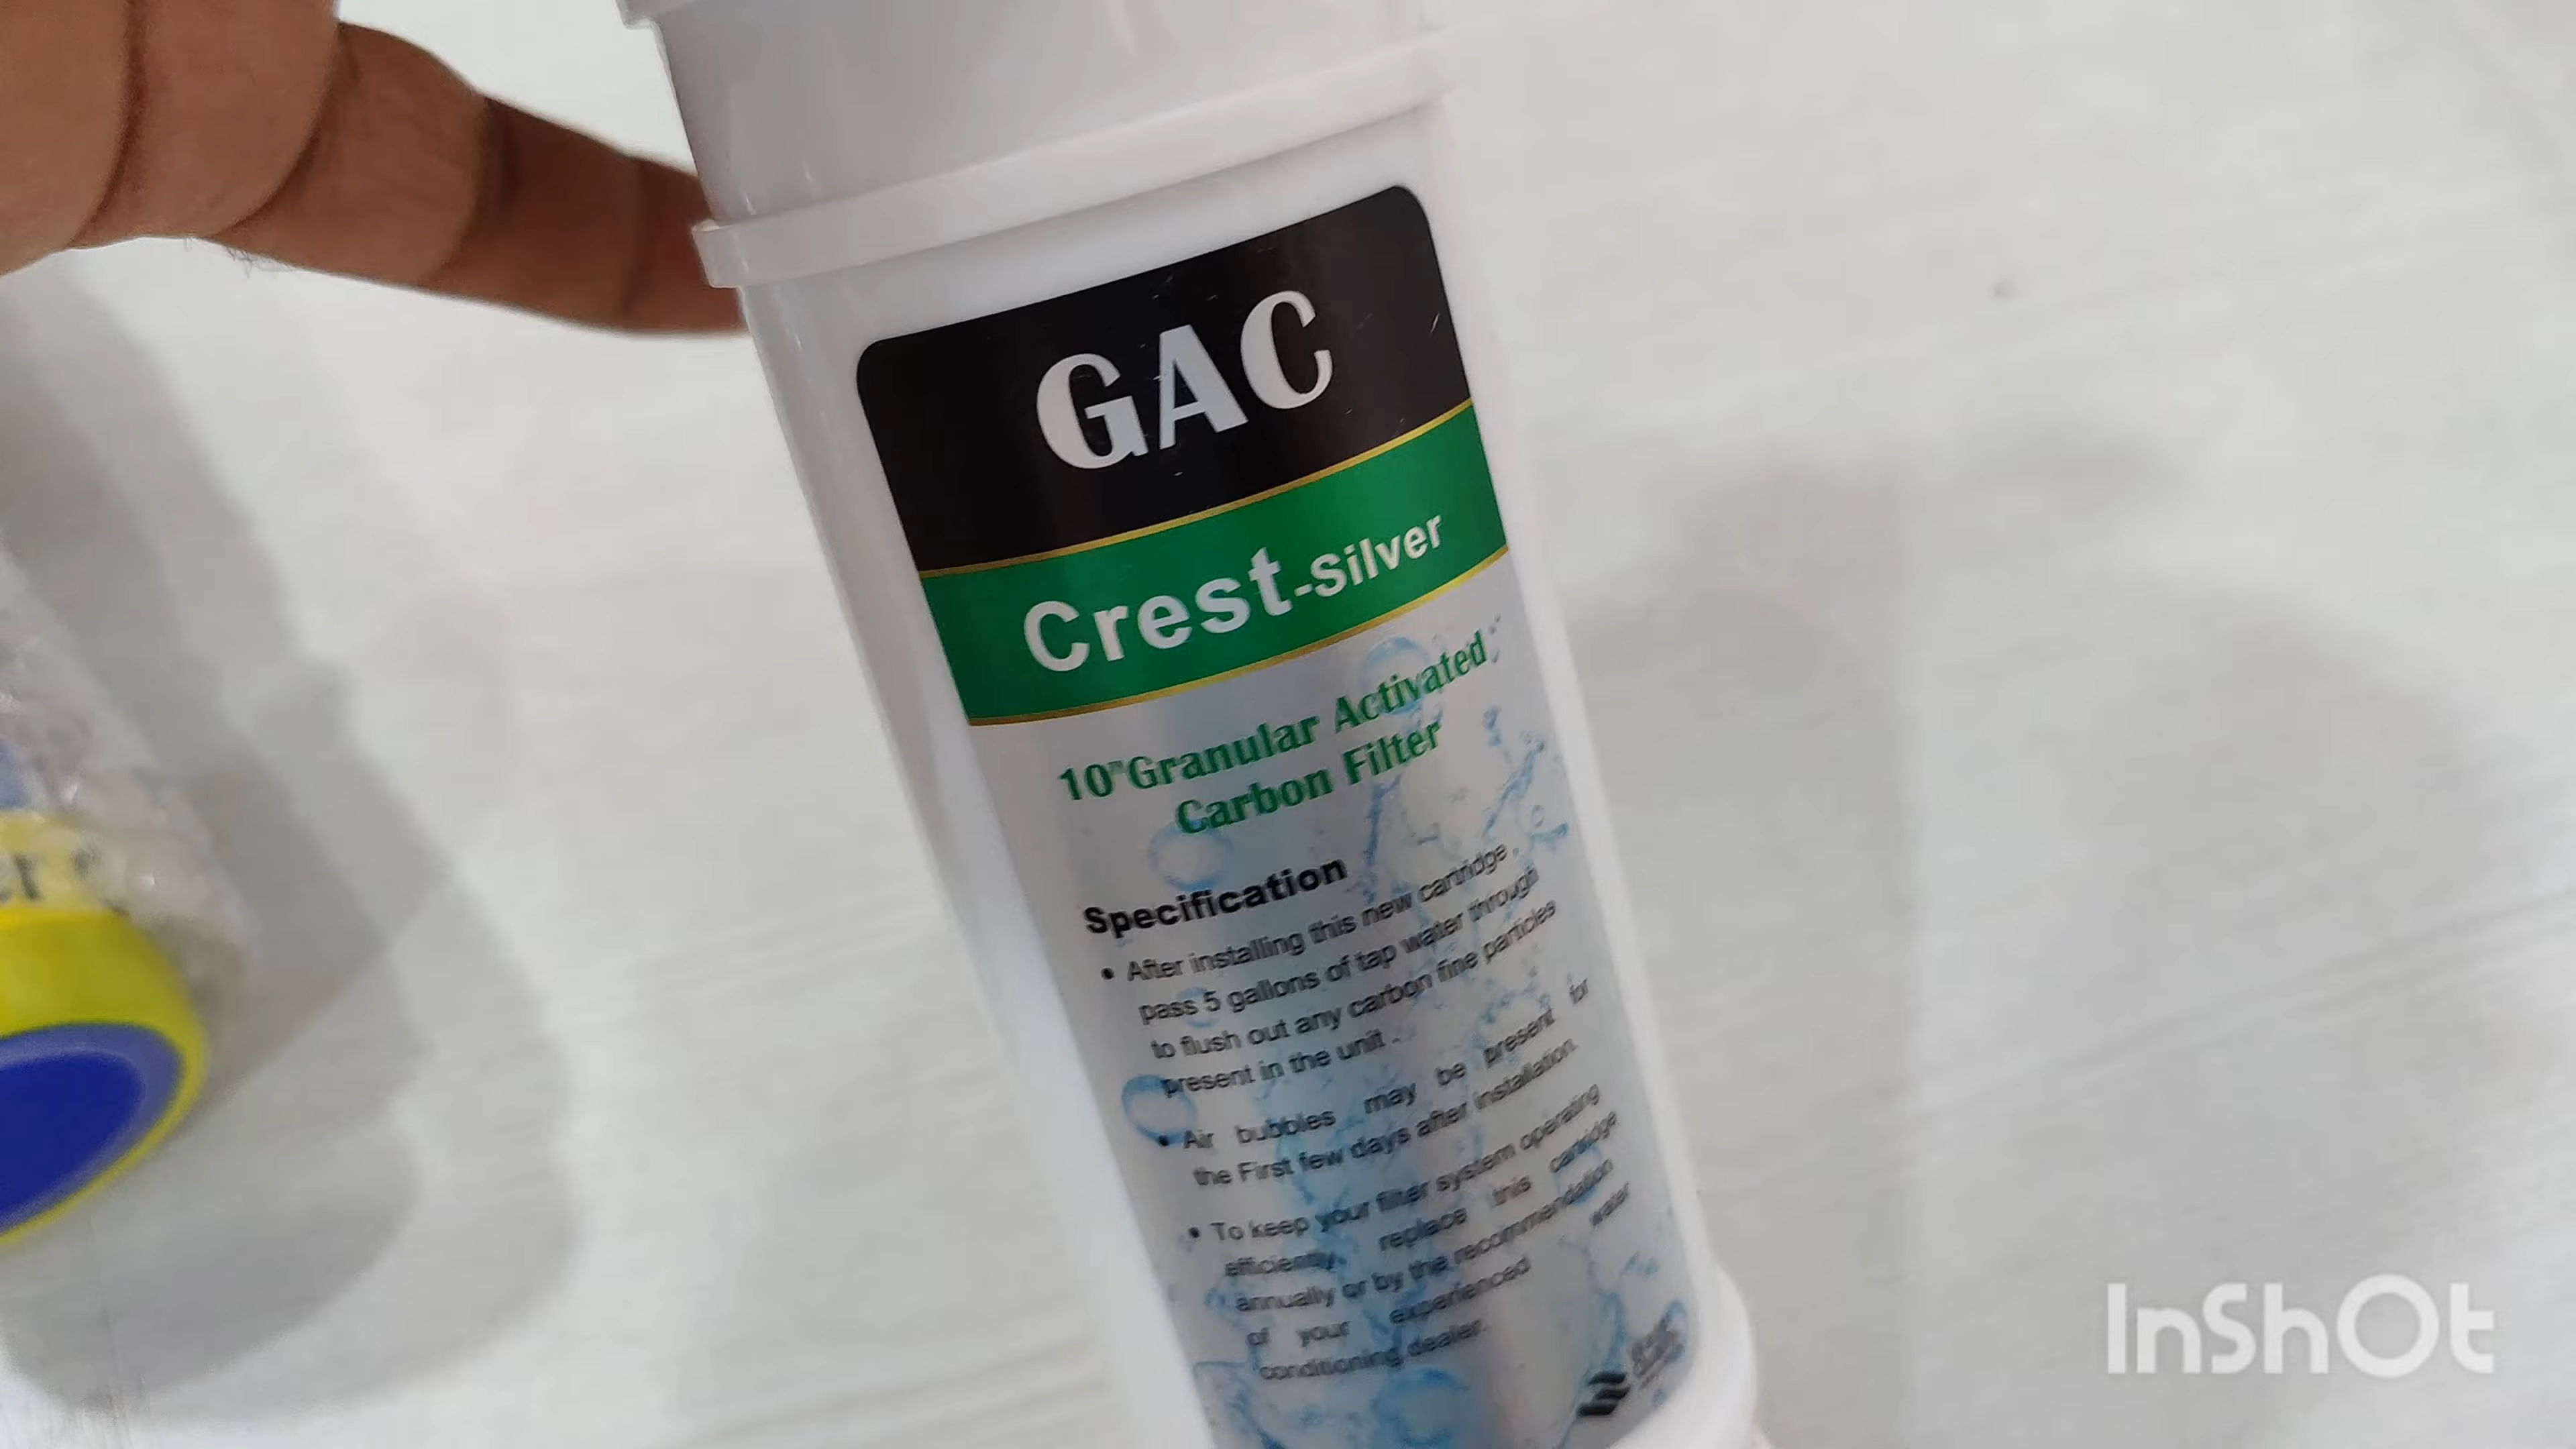 GAC
Crest-Silver
10"Granular Activated
Carbon Filter
Specification
• After installing this new cartridge .
pass 5 gallons of tap water through
to flush out any carbon fine particles
present in the unit .
• Air bubbles may be present for
the First few days after installation.
• To keep your filter system operating
efficiently, replace this cartridge
annually or by the recommendation
of your experienced water
conditioning dealer.
InShOt